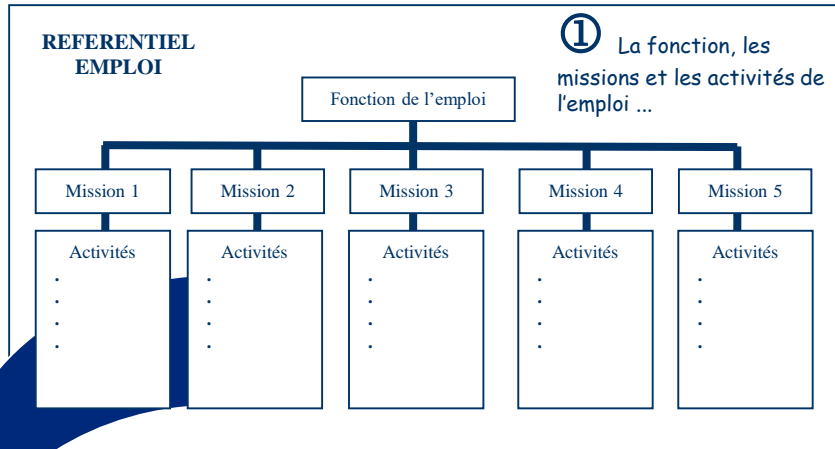 REFERENTIEL
EMPLOI
① La fonction, les
missions et les activités de
l'emploi ...
Fonction de l'emploi
Mission 1
Mission 2
Mission 3
Mission 4
Mission 5
Activités
.
.
.
.
Activités
.
.
.
.
Activités
.
.
.
.
Activités
.
.
.
.
Activités
.
.
.
.